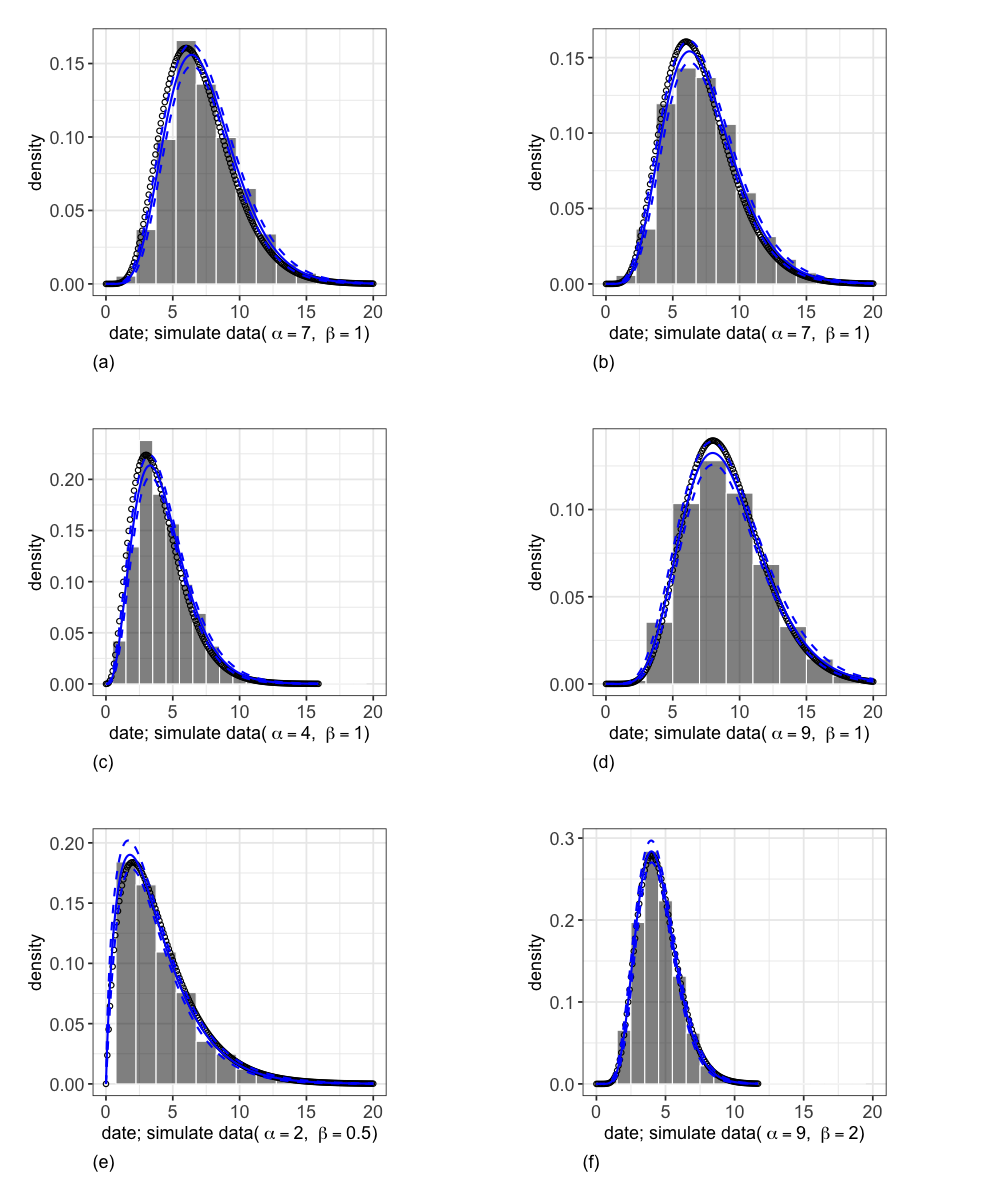 density
0.15
0.10
0.05
0.00
0 5 10 15 20
date; simulate data( α = 7, β = 1)
(a)
density
0.15
0.10
0.05
0.00
0 5 10 15 20
date; simulate data( α = 7, β = 1)
(b)
density
0.20
0.15
0.10
0.05
0.00
0 5 10 15 20
date; simulate data( α = 4, β = 1)
(c)
density
0.10
0.05
0.00
0 5 10 15 20
date; simulate data( α = 9, β = 1)
(d)
density
0.20
0.15
0.10
0.05
0.00
0 5 10 15 20
date; simulate data( α = 2, β = 0.5)
(e)
density
0.3
0.2
0.1
0.0
0 5 10 15 20
date; simulate data( α = 9, β = 2)
(f)